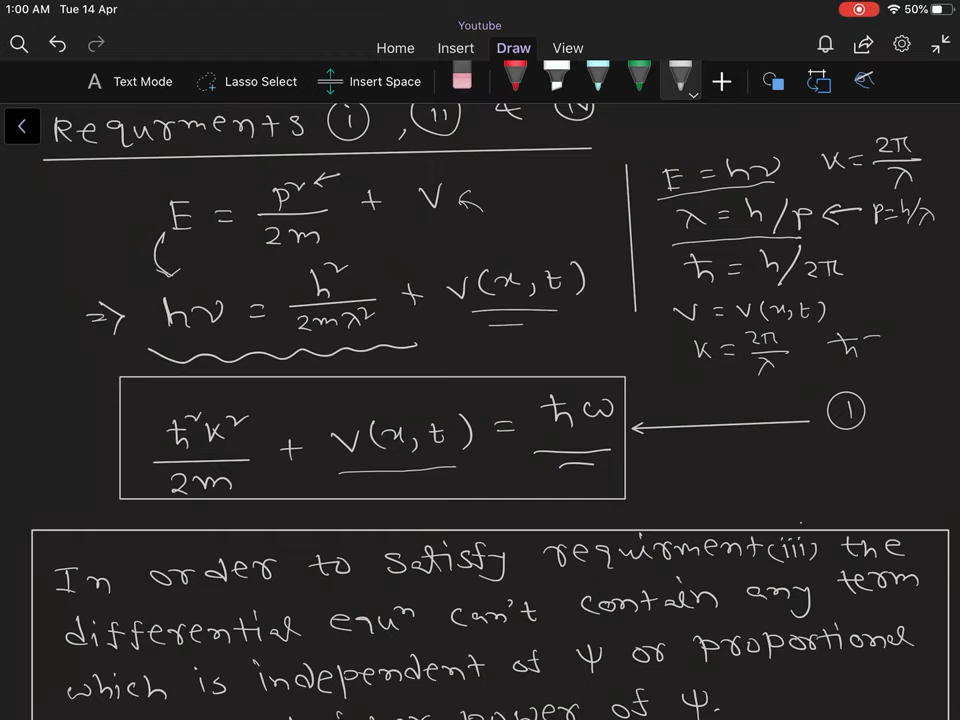 1:00 AM Tue 14 Apr
50%
Youtube
Home Insert Draw View
Text Mode Lasso Select Insert Space
Requrments (i), (ii) & (iv)
E = p²/2m + V
⇒ hν = h²/2mλ² + V(x,t)
ħ²K²/2m + V(x,t) = ħω ← ①
E = hν
K = 2π/λ
λ = h/p ← p=h/λ
ħ = h/2π
V = V(x,t)
K = 2π/λ ħ =
In order to satisfy requirment(iii) the
differential equⁿ can't contain any term
which is independent of Ψ or proportional
power of Ψ.